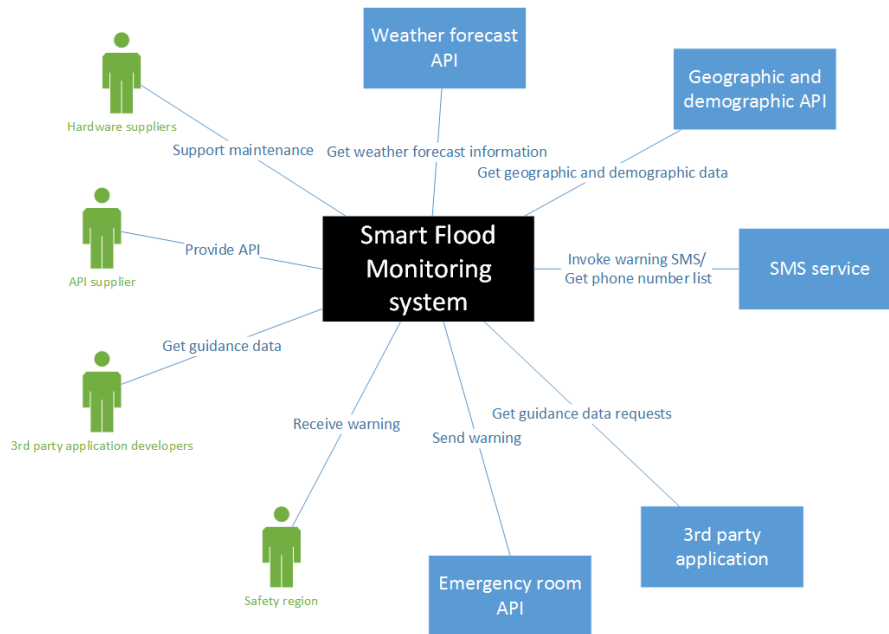 Weather forecast
API
Geographic and
demographic API
Hardware suppliers
Support maintenance
Get weather forecast information
Get geographic and demographic data
Smart Flood
Monitoring
system
Provide API
API supplier
Invoke warning SMS/
Get phone number list
SMS service
Get guidance data
3rd party application developers
Receive warning
Send warning
Get guidance data requests
3rd party
application
Emergency room
API
Safety region